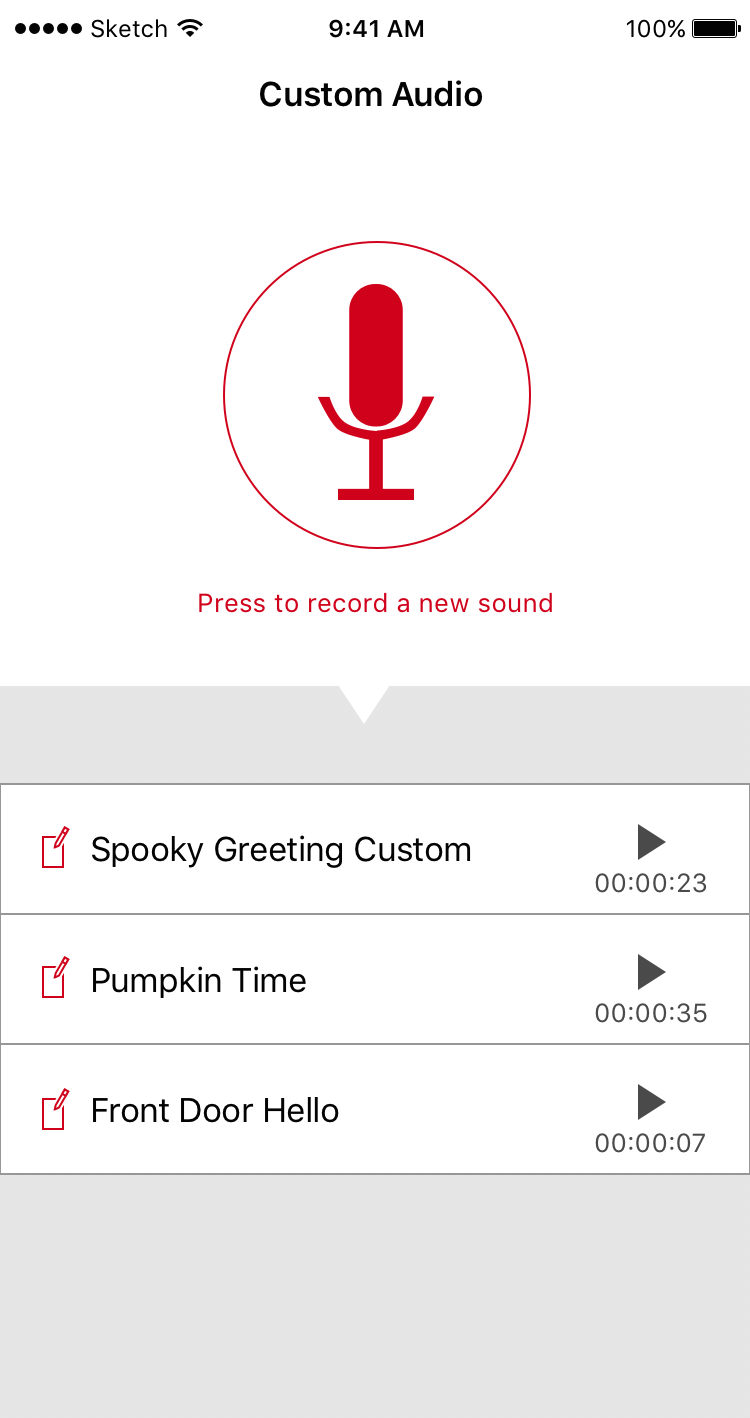 Sketch 9:41 AM 100%
Custom Audio
Press to record a new sound
Spooky Greeting Custom
00:00:23
Pumpkin Time
00:00:35
Front Door Hello
00:00:07